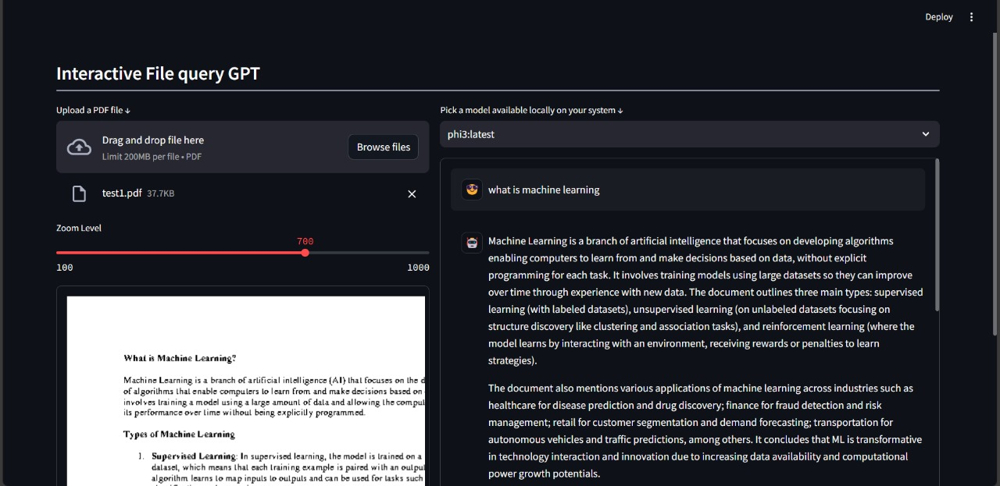 Deploy
Interactive File query GPT
Upload a PDF file ↓
Drag and drop file here
Limit 200MB per file • PDF
Browse files
test1.pdf 37.7KB
Zoom Level
700
100 1000
What is Machine Learning?
Machine Learning is a branch of artificial intelligence (AI) that focuses on the d
of algorithms that enable computers to learn from and make decisions based on
involves training a model using a large amount of data and allowing the comput
its performance over time without being explicitly programmed.
Types of Machine Learning
1. Supervised Learning: In supervised learning, the model is trained on a
dataset, which means that each training example is paired with an output
algorithm learns to map inputs to outputs and can be used for tasks such
Pick a model available locally on your system ↓
phi3:latest
what is machine learning
Machine Learning is a branch of artificial intelligence that focuses on developing algorithms
enabling computers to learn from and make decisions based on data, without explicit
programming for each task. It involves training models using large datasets so they can improve
over time through experience with new data. The document outlines three main types: supervised
learning (with labeled datasets), unsupervised learning (on unlabeled datasets focusing on
structure discovery like clustering and association tasks), and reinforcement learning (where the
model learns by interacting with an environment, receiving rewards or penalties to learn
strategies).
The document also mentions various applications of machine learning across industries such as
healthcare for disease prediction and drug discovery; finance for fraud detection and risk
management; retail for customer segmentation and demand forecasting; transportation for
autonomous vehicles and traffic predictions, among others. It concludes that ML is transformative
in technology interaction and innovation due to increasing data availability and computational
power growth potentials.